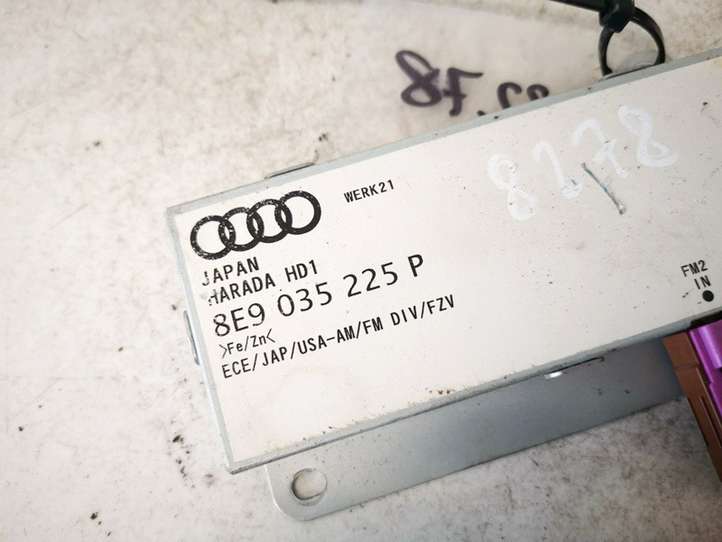 8278
WERK21
JAPAN
HARADA HD1
8E9 035 225 P
>Fe/Zn<
ECE/JAP/USA-AM/FM DIV/FZV
FM2
IN